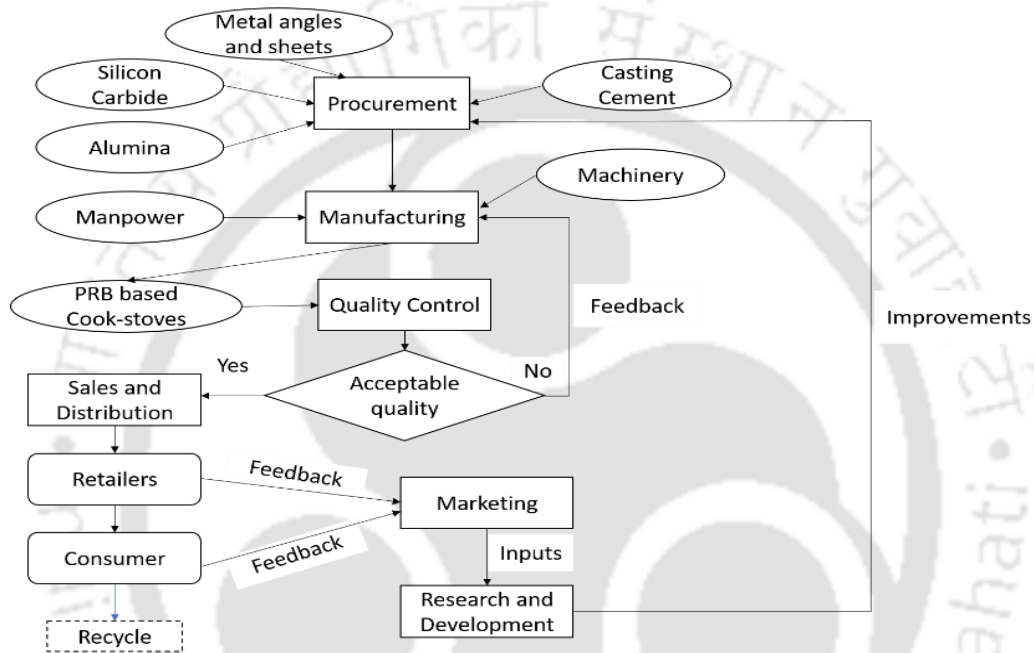 Metal angles
and sheets
Silicon
Carbide
Procurement
Casting
Cement
Alumina
Machinery
Manpower
Manufacturing
PRB based
Cook-stoves
Quality Control
Feedback
Improvements
Yes
No
Acceptable
quality
Sales and
Distribution
Retailers
Feedback
Marketing
Consumer
Feedback
Inputs
Research and
Development
Recycle
ahati